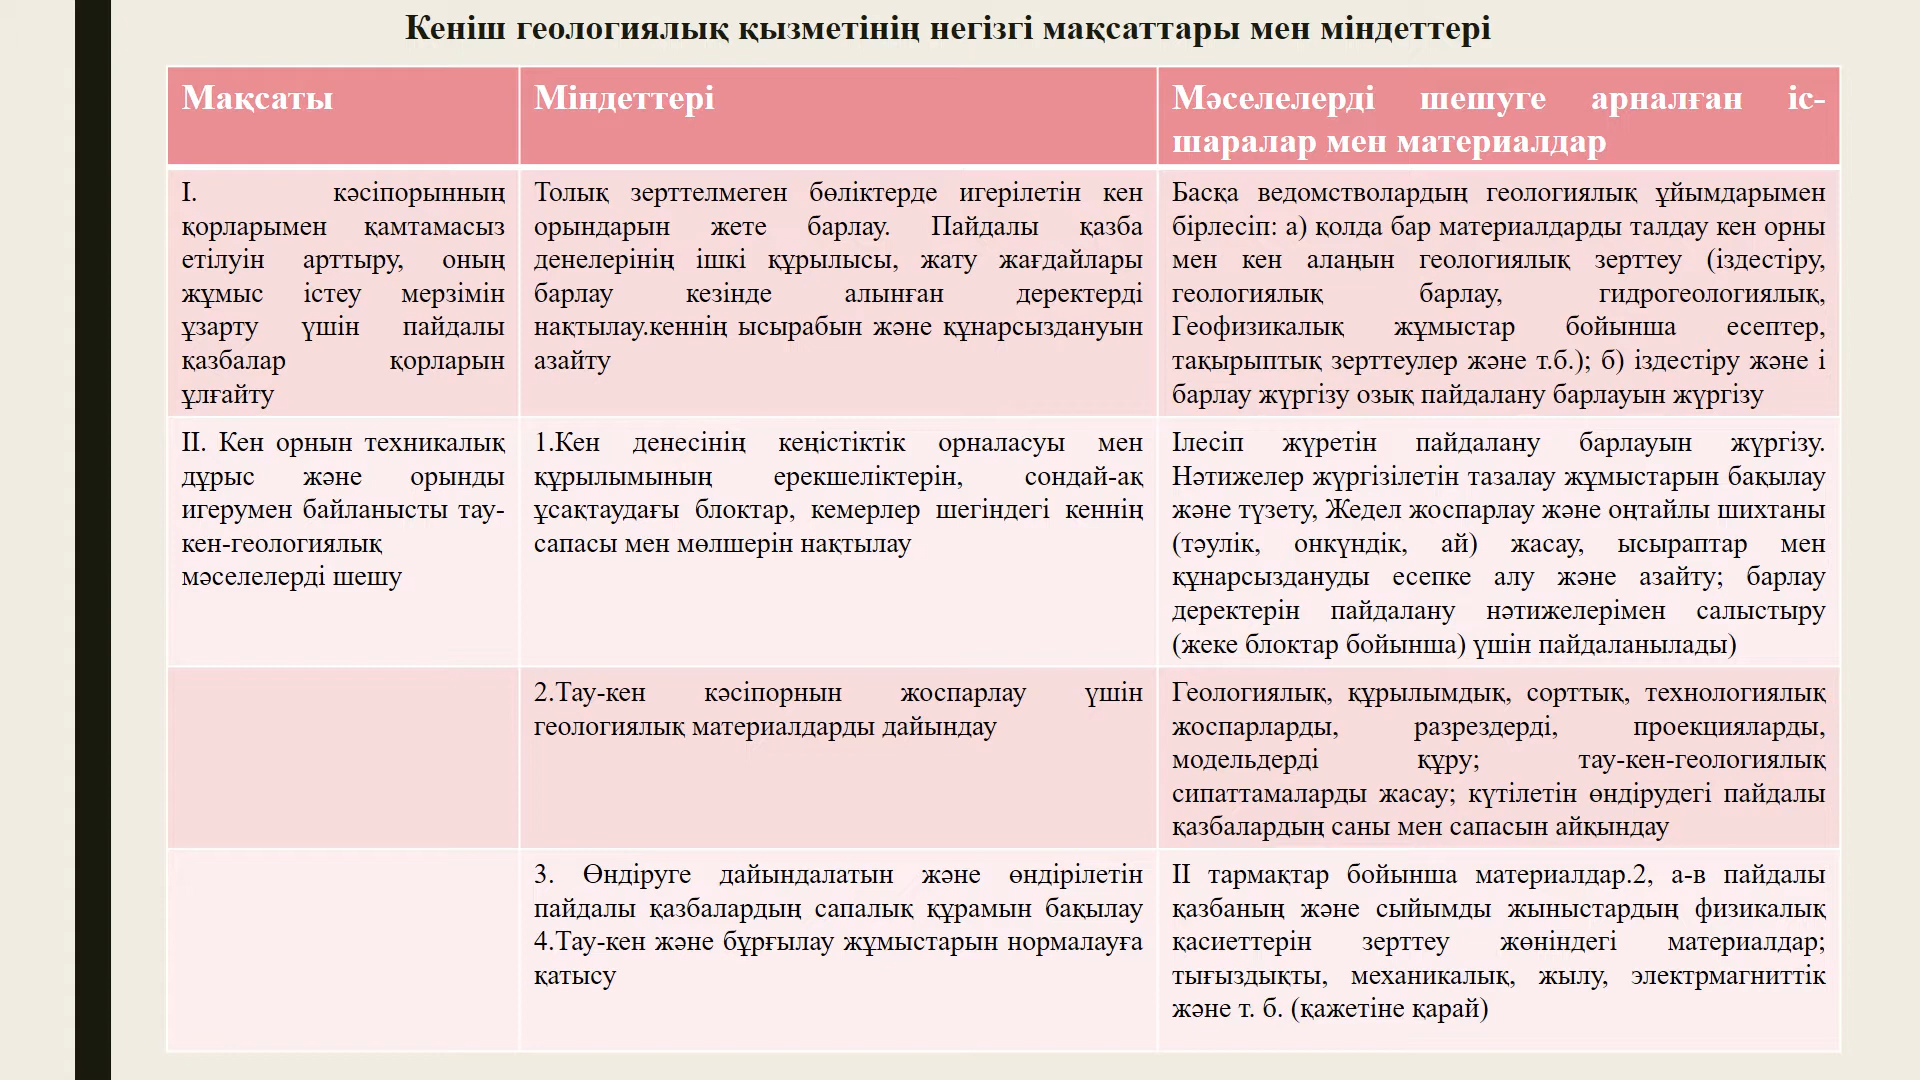 Кеніш геологиялық қызметінің негізгі мақсаттары мен міндеттері
Мақсаты
Міндеттері
Мәселелерді шешуге арналған іс-
шаралар мен материалдар
I. кәсіпорынның
қорларымен қамтамасыз
етілуін арттыру, оның
жұмыс істеу мерзімін
ұзарту үшін пайдалы
қазбалар қорларын
ұлғайту
Толық зерттелмеген бөліктерде игерілетін кен
орындарын жете барлау. Пайдалы қазба
денелерінің ішкі құрылысы, жату жағдайлары
барлау кезінде алынған деректерді
нақтылау.кеннің ысырабын және құнарсыздануын
азайту
Басқа ведомстволардың геологиялық ұйымдарымен
бірлесіп: а) қолда бар материалдарды талдау кен орны
мен кен алаңын геологиялық зерттеу (іздестіру,
геологиялық барлау, гидрогеологиялық,
Геофизикалық жұмыстар бойынша есептер,
тақырыптық зерттеулер және т.б.); б) іздестіру және і
барлау жүргізу озық пайдалану барлауын жүргізу
II. Кен орнын техникалық
дұрыс және орынды
игерумен байланысты тау-
кен-геологиялық
мәселелерді шешу
1.Кен денесінің кеңістіктік орналасуы мен
құрылымының ерекшеліктерін, сондай-ақ
ұсақтаудағы блоктар, кемерлер шегіндегі кеннің
сапасы мен мөлшерін нақтылау
Ілесіп жүретін пайдалану барлауын жүргізу.
Нәтижелер жүргізілетін тазалау жұмыстарын бақылау
және түзету, Жедел жоспарлау және оңтайлы шихтаны
(тәулік, онкүндік, ай) жасау, ысыраптар мен
құнарсыздануды есепке алу және азайту; барлау
деректерін пайдалану нәтижелерімен салыстыру
(жеке блоктар бойынша) үшін пайдаланылады)
2.Тау-кен кәсіпорнын жоспарлау үшін
геологиялық материалдарды дайындау
Геологиялық, құрылымдық, сорттық, технологиялық
жоспарларды, разрездерді, проекцияларды,
модельдерді құру; тау-кен-геологиялық
сипаттамаларды жасау; күтілетін өндірудегі пайдалы
қазбалардың саны мен сапасын айқындау
3. Өндіруге дайындалатын және өндірілетін
пайдалы қазбалардың сапалық құрамын бақылау
4.Тау-кен және бұрғылау жұмыстарын нормалауға
қатысу
II тармақтар бойынша материалдар.2, а-в пайдалы
қазбаның және сыйымды жыныстардың физикалық
қасиеттерін зерттеу жөніндегі материалдар;
тығыздықты, механикалық, жылу, электрмагниттік
және т. б. (қажетіне қарай)